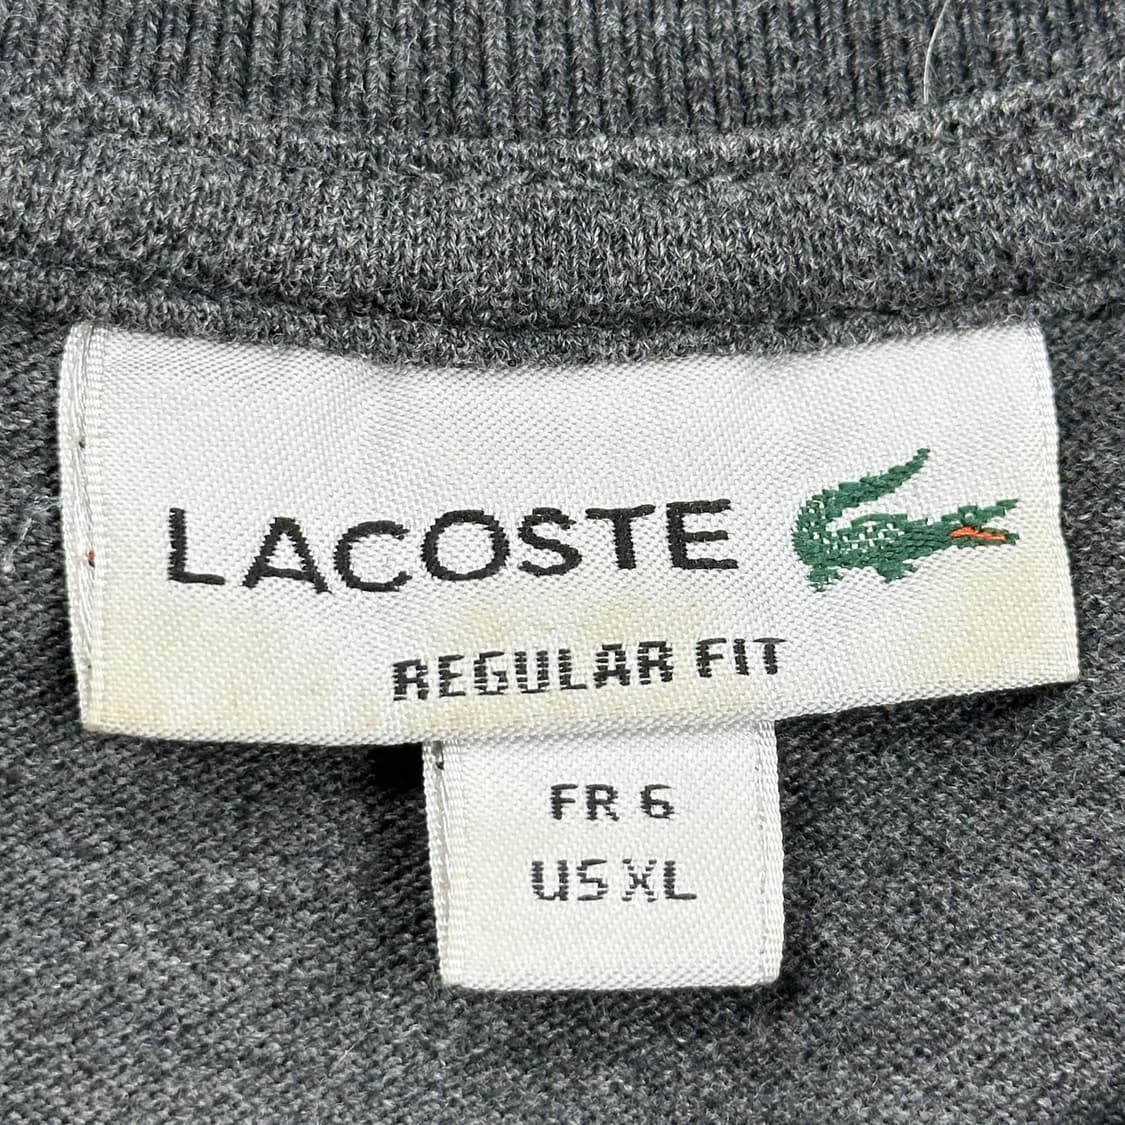 LACOSTE
REGULAR FIT
FR 6
US XL